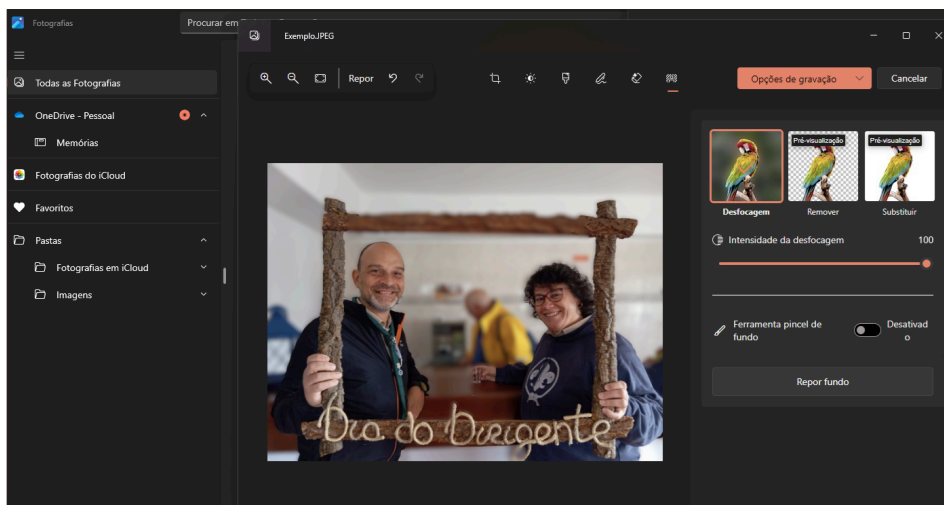 Fotografias
Procurar em
Exemplo.JPEG
Repor
Opções de gravação
Cancelar
Todas as Fotografias
OneDrive - Pessoal
Memórias
Fotografias do iCloud
Favoritos
Pastas
Fotografias em iCloud
Imagens
Dia do Dirigente
Pré-visualização
Pré-visualização
Desfocagem
Remover
Substituir
Intensidade da desfocagem
100
Ferramenta pincel de
fundo
Desativad
o
Repor fundo